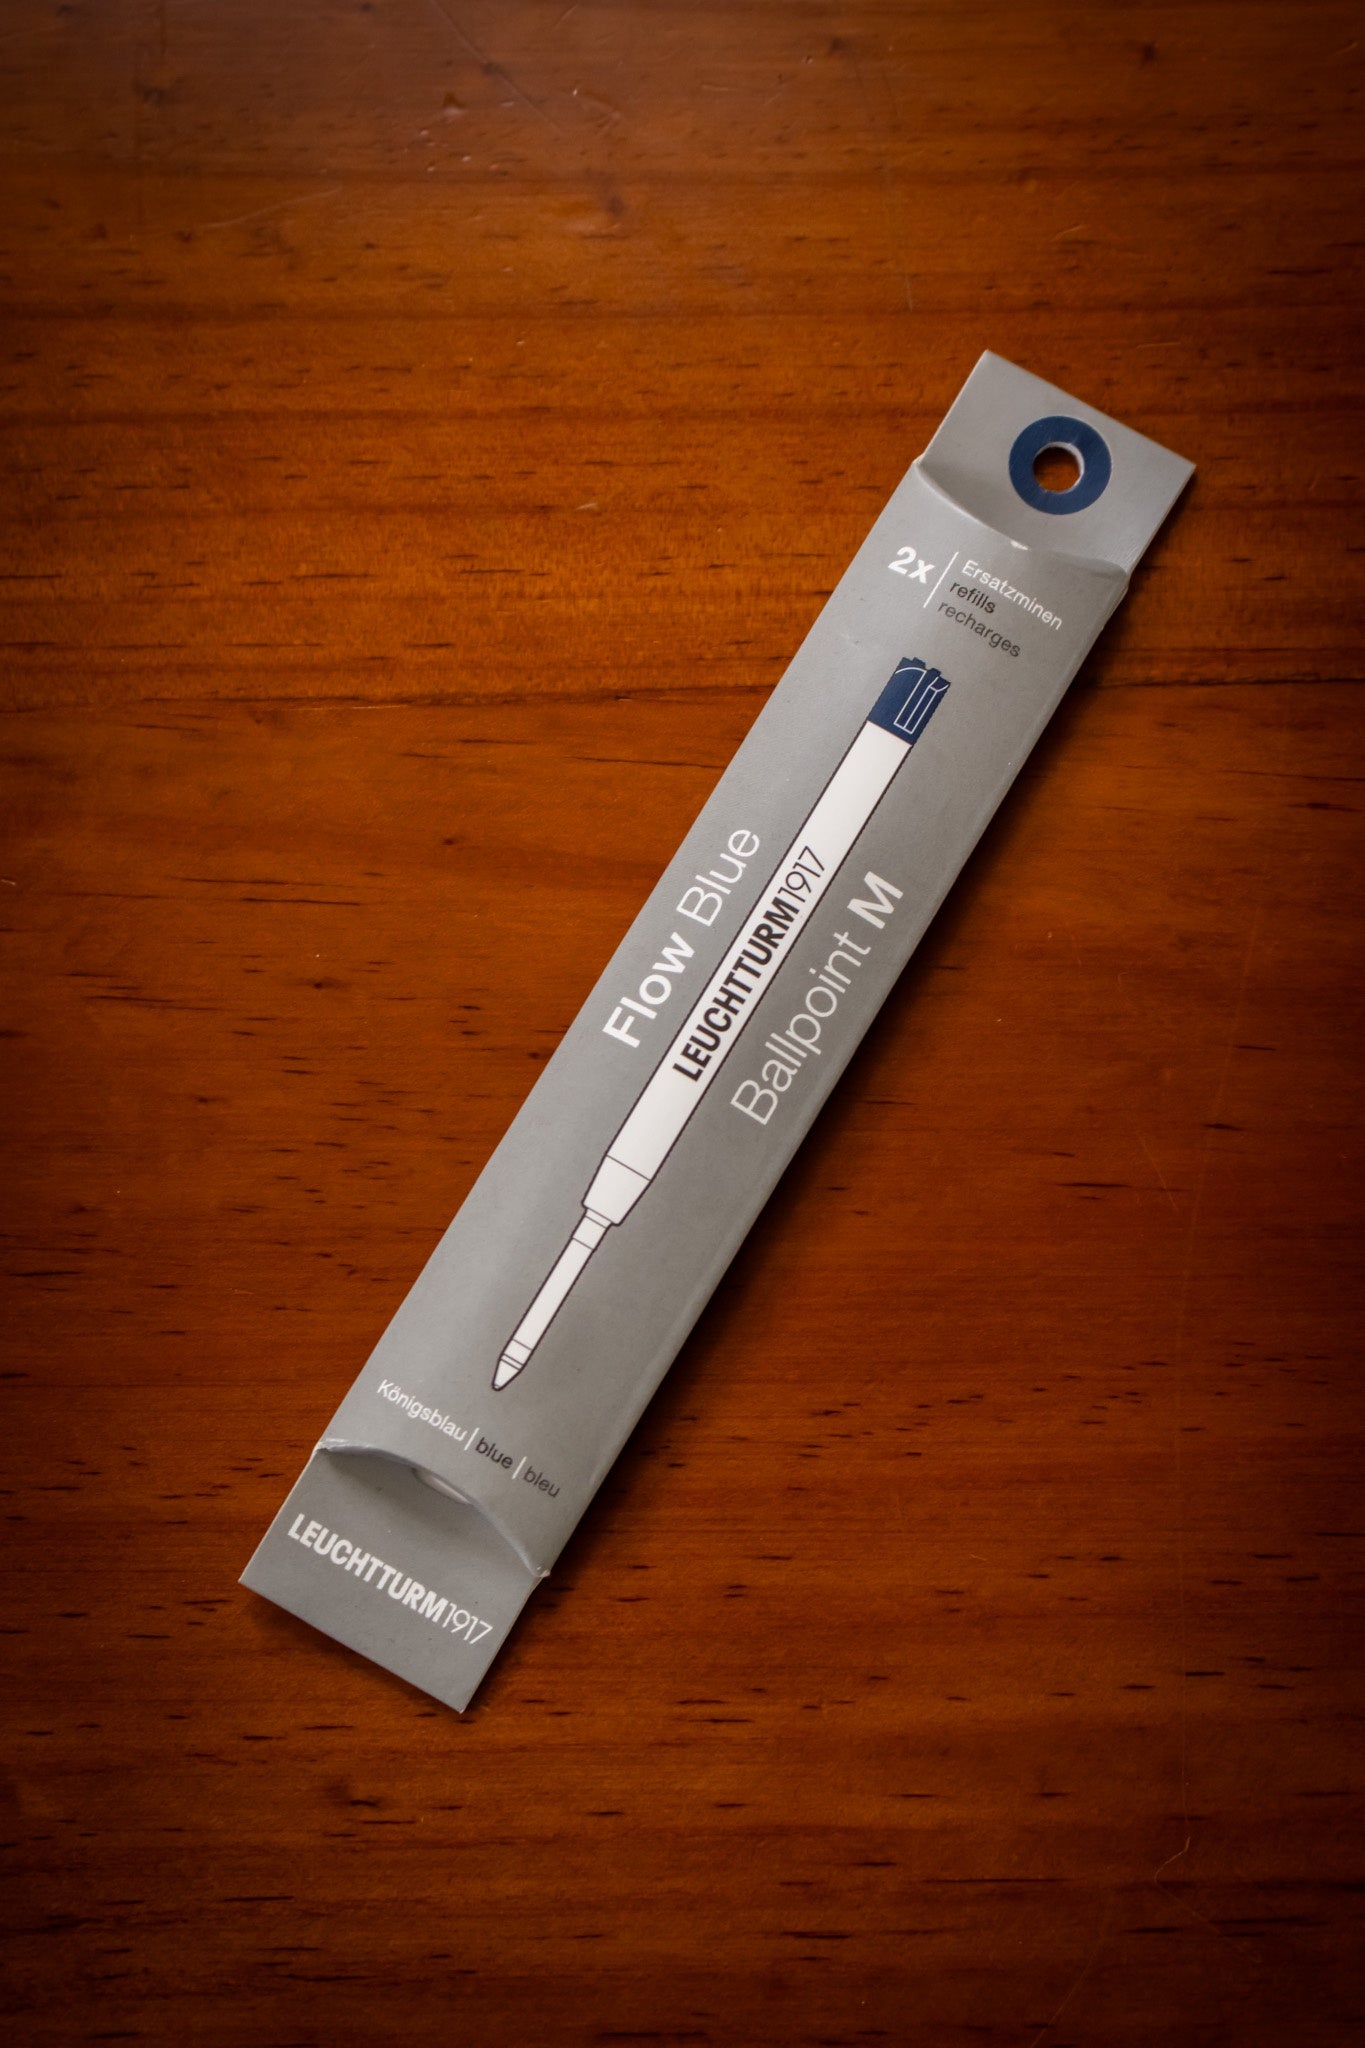 2x
Ersatzminen
refills
recharges
Flow Blue
LEUCHTTURM1917
Ballpoint M
Königsblau | blue | bleu
LEUCHTTURM1917